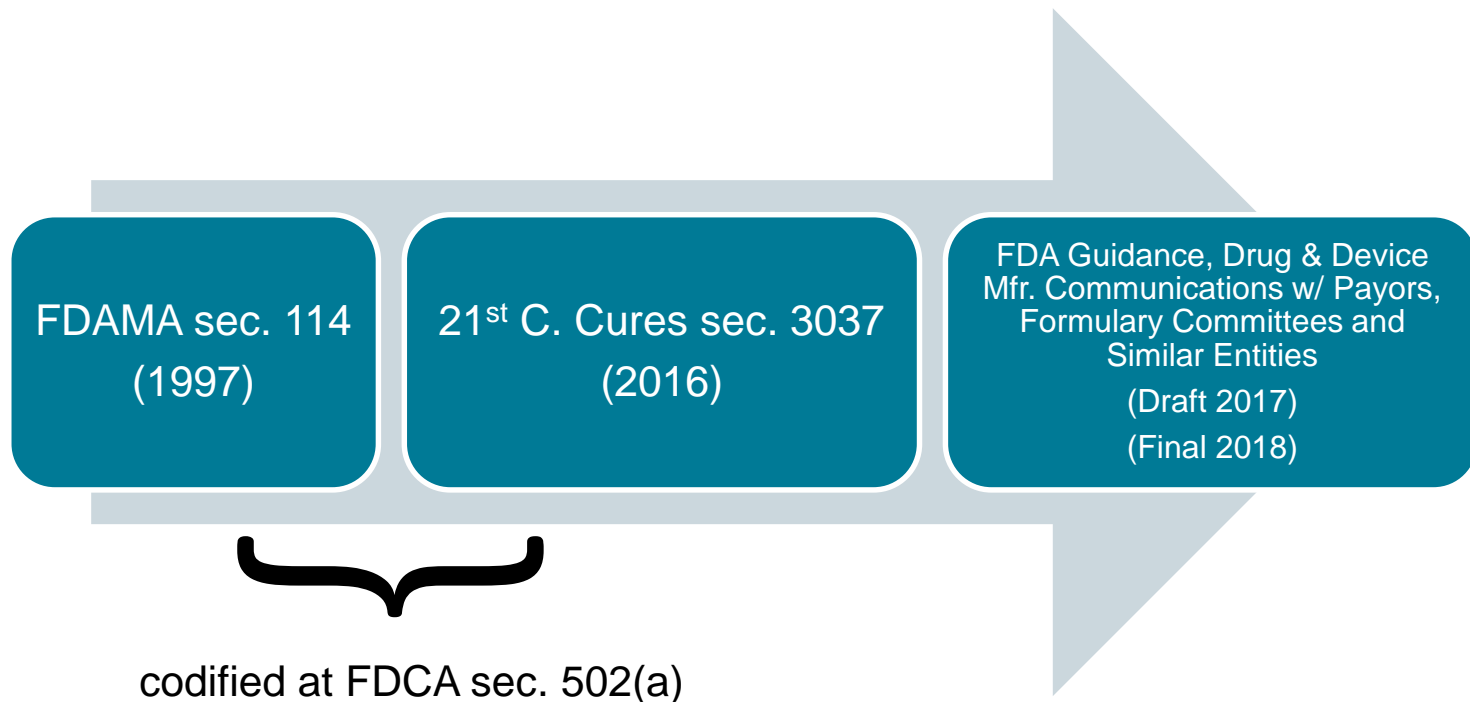 FDAMA sec. 114
(1997)
21st C. Cures sec. 3037
(2016)
FDA Guidance, Drug & Device
Mfr. Communications w/ Payors,
Formulary Committees and
Similar Entities
(Draft 2017)
(Final 2018)
codified at FDCA sec. 502(a)